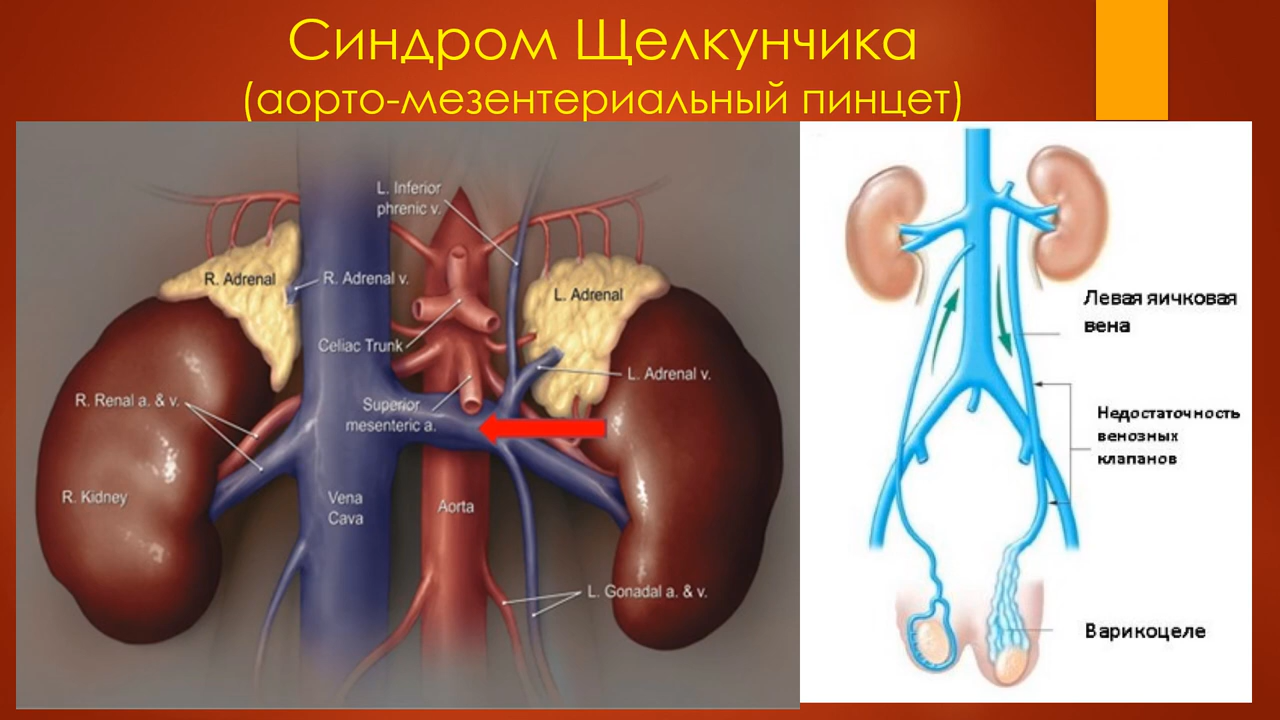 Синдром Щелкунчика
(аорто-мезентериальный пинцет)
L. Inferior
phrenic v.
R. Adrenal
R. Adrenal v.
L. Adrenal
Celiac Trunk
L. Adrenal v.
R. Renal a. & v.
Superior
mesenteric a.
R. Kidney
Vena
Cava
Aorta
L. Gonadal a. & v.
Левая яичковая
вена
Недостаточность
венозных
клапанов
Варикоцеле